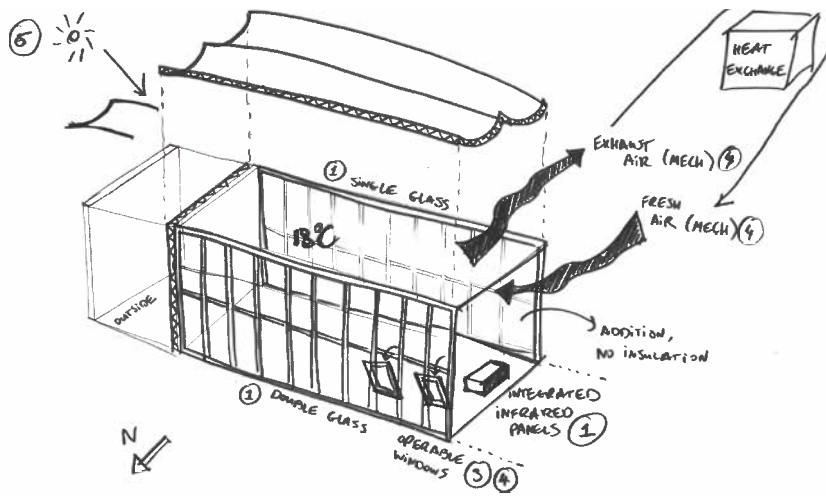 5
HEAT
EXCHANGE
EXHAUST
AIR (MECH) 4
1 SINGLE GLASS
18°C
FRESH
AIR (MECH) 4
OUTSIDE
ADDITION,
NO INSULATION
1 DOUBLE GLASS
INTEGRATED
INFRARED
PANELS 1
OPERABLE
WINDOWS 3 4
N